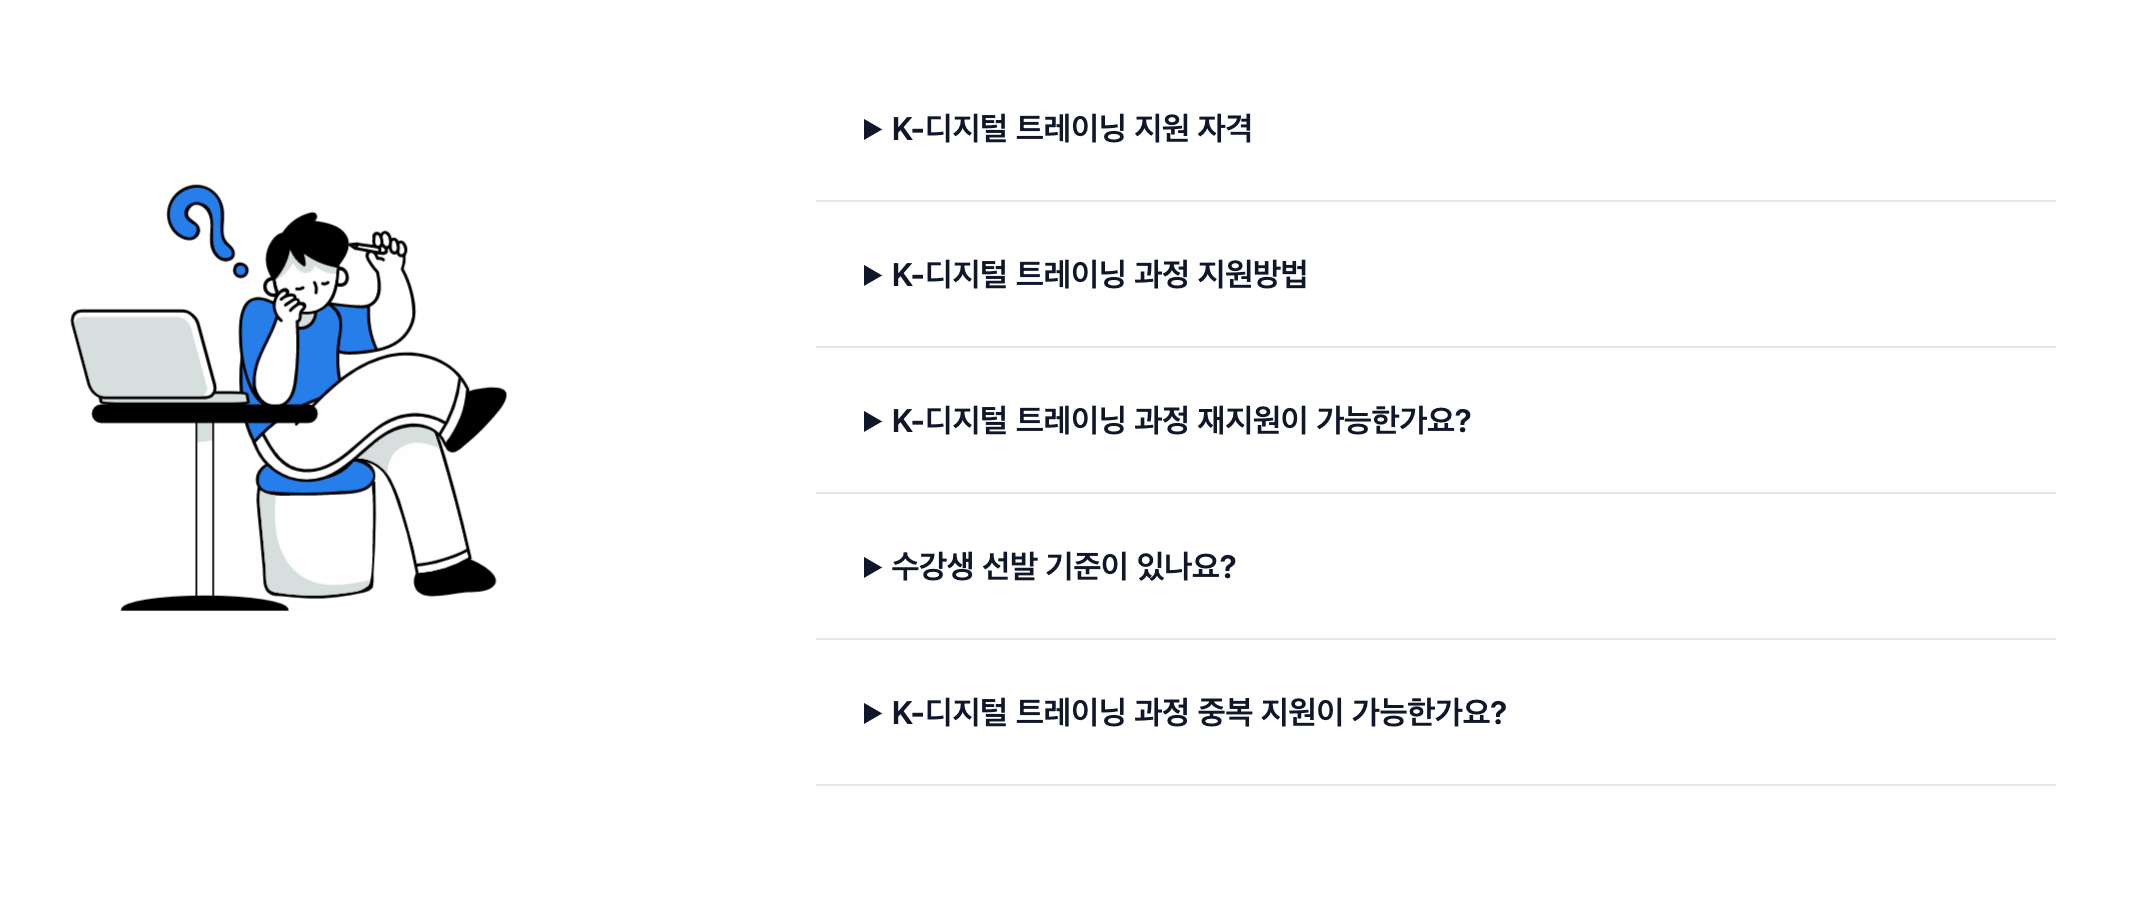 ▶ K-디지털 트레이닝 지원 자격
▶ K-디지털 트레이닝 과정 지원방법
▶ K-디지털 트레이닝 과정 재지원이 가능한가요?
▶ 수강생 선발 기준이 있나요?
▶ K-디지털 트레이닝 과정 중복 지원이 가능한가요?